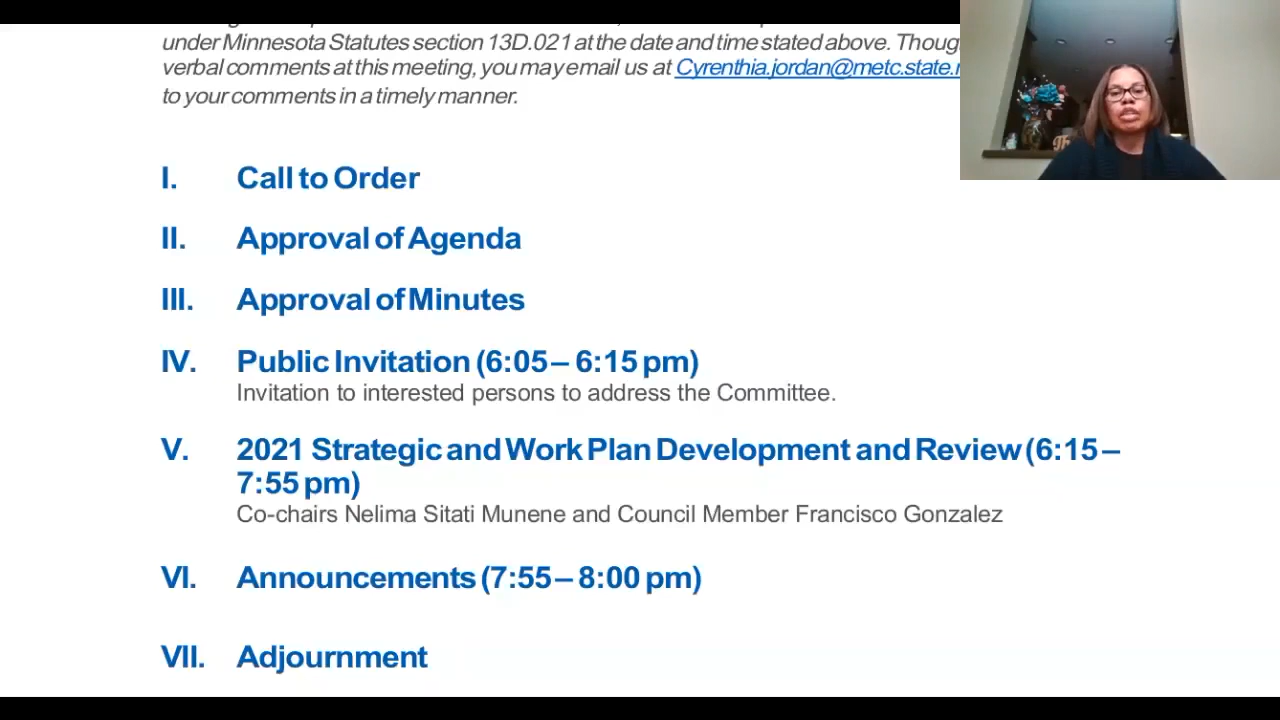 under Minnesota Statutes section 13D.021 at the date and time stated above. Thoug
verbal comments at this meeting, you may email us at Cyrenthia.jordan@metc.state.
to your comments in a timely manner.
I. Call to Order
II. Approval of Agenda
III. Approval of Minutes
IV. Public Invitation (6:05 – 6:15 pm)
Invitation to interested persons to address the Committee.
V. 2021 Strategic and Work Plan Development and Review (6:15 –
7:55 pm)
Co-chairs Nelima Sitati Munene and Council Member Francisco Gonzalez
VI. Announcements (7:55 – 8:00 pm)
VII. Adjournment